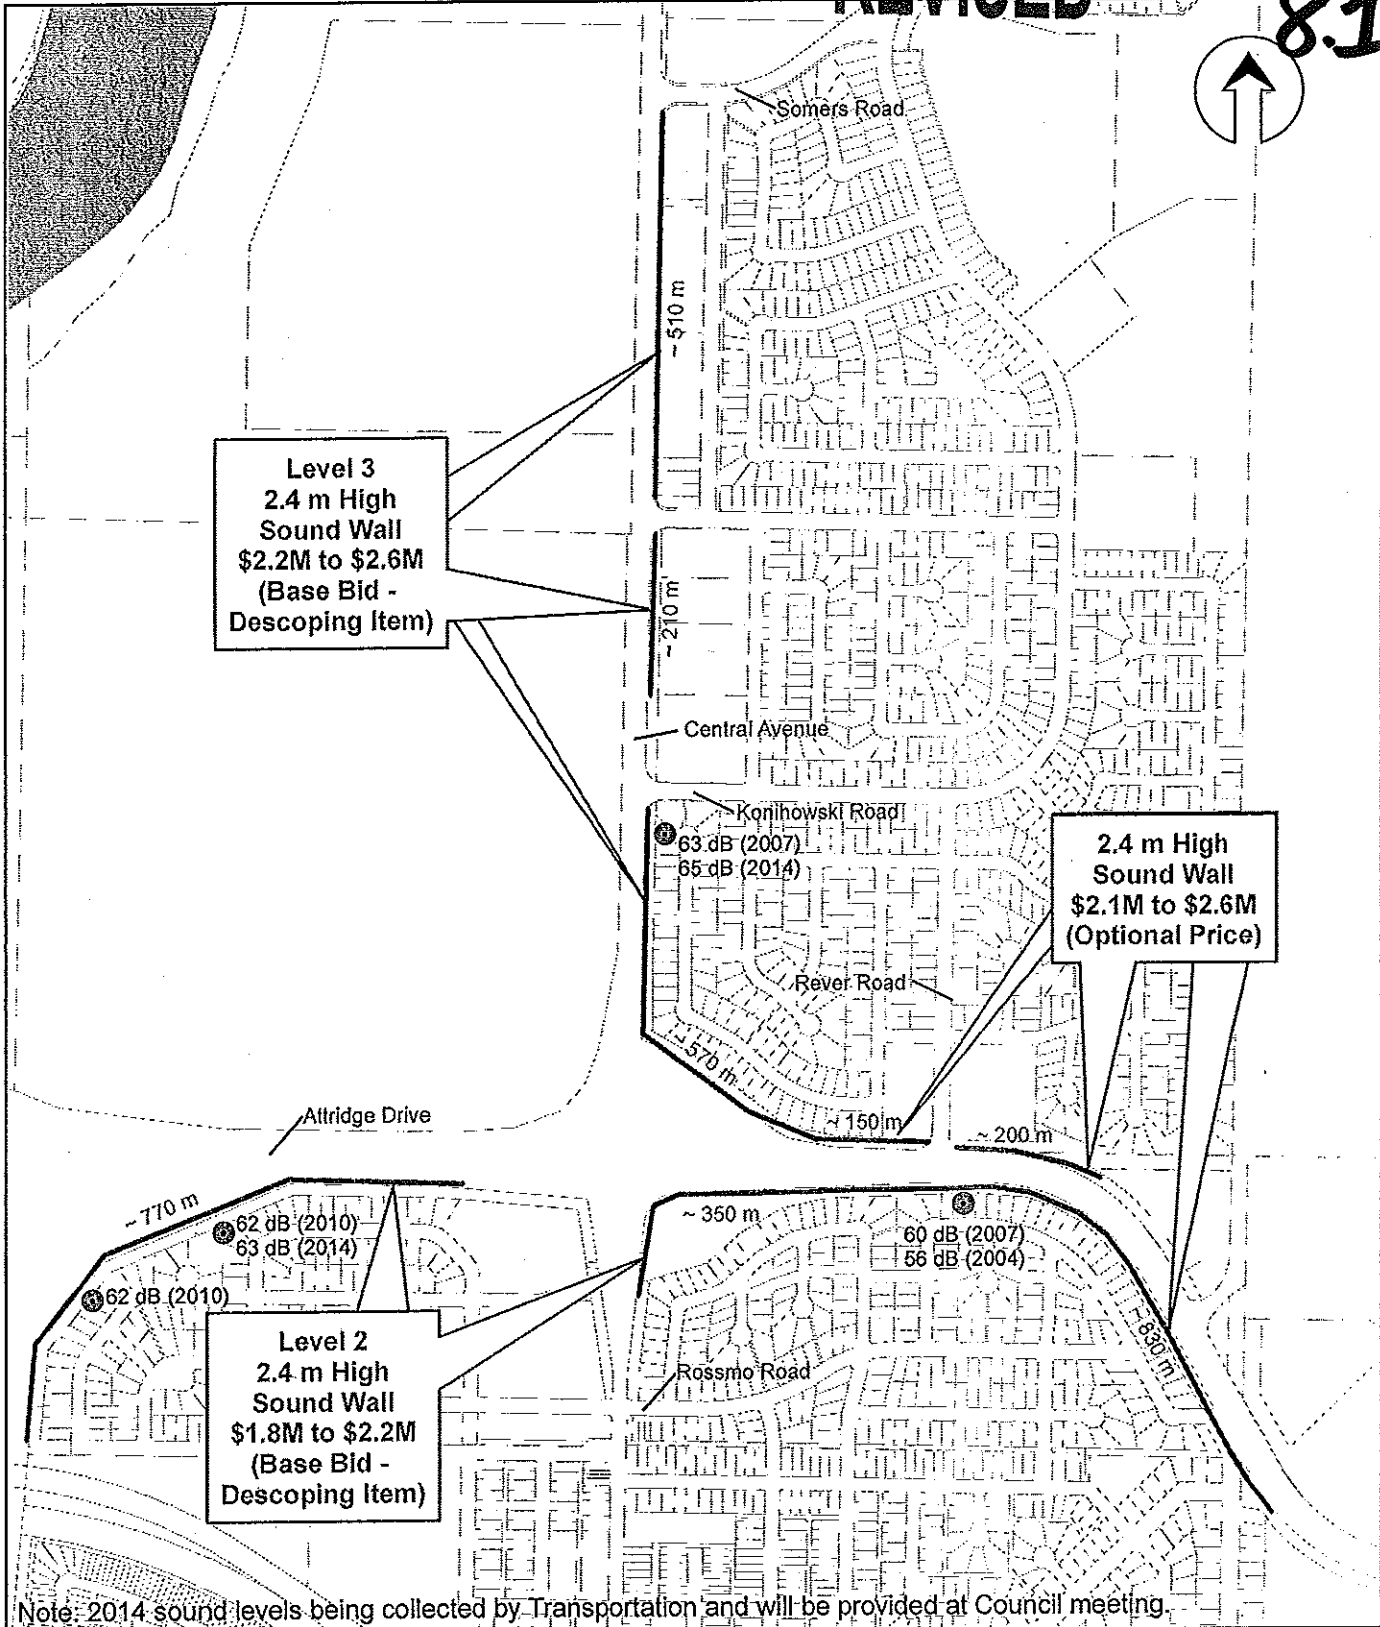 REVISED
8.1
Somers Road
~ 510 m
Level 3
2.4 m High
Sound Wall
$2.2M to $2.6M
(Base Bid -
Descoping Item)
~ 210 m
Central Avenue
Konihowski Road
63 dB (2007)
65 dB (2014)
2.4 m High
Sound Wall
$2.1M to $2.6M
(Optional Price)
Rever Road
~ 570 m
~ 150 m
~ 200 m
Attridge Drive
~ 770 m
62 dB (2010)
63 dB (2014)
~ 350 m
60 dB (2007)
56 dB (2004)
62 dB (2010)
Level 2
2.4 m High
Sound Wall
$1.8M to $2.2M
(Base Bid -
Descoping Item)
~ 830 m
Rossmo Road
Note: 2014 sound levels being collected by Transportation and will be provided at Council meeting.